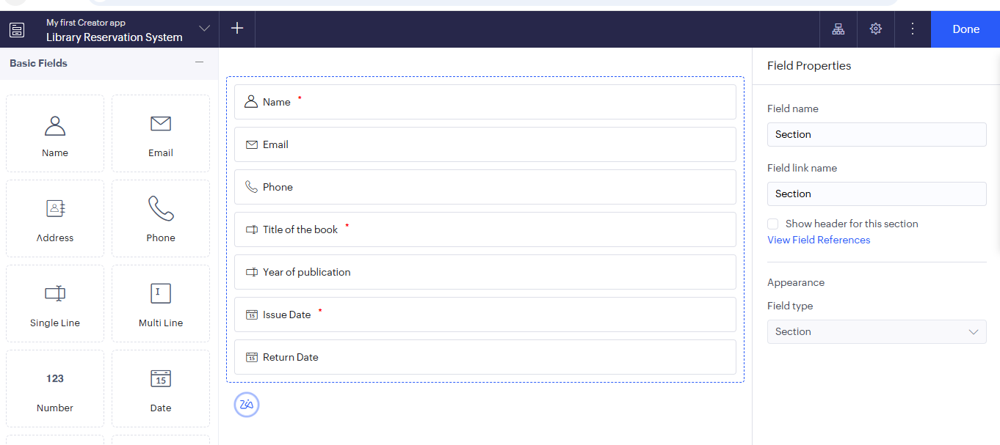 My first Creator app
Library Reservation System
Done
Basic Fields
Name
Email
Address
Phone
Single Line
Multi Line
123
Number
15
Date
Name *
Email
Phone
Title of the book *
Year of publication
15 Issue Date *
15 Return Date
Zia
Field Properties
Field name
Section
Field link name
Section
Show header for this section
View Field References
Appearance
Field type
Section